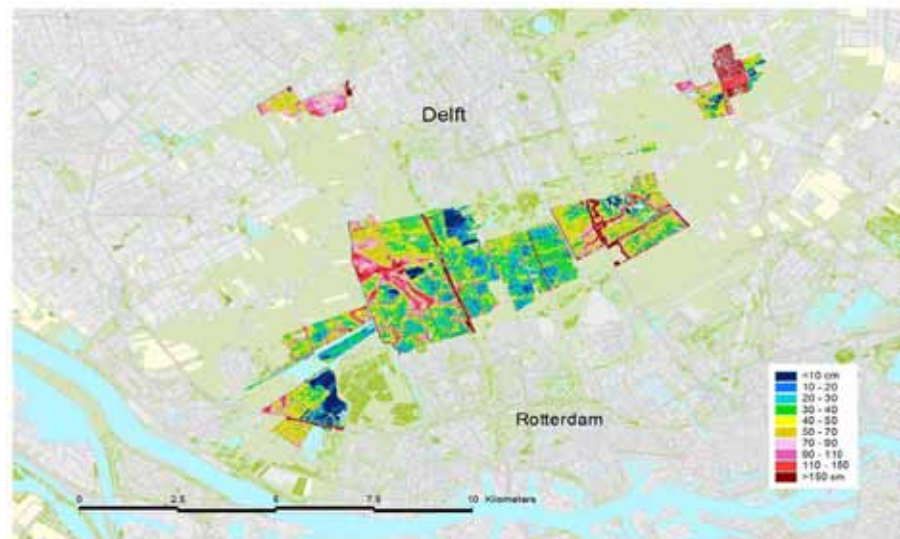 Delft
Rotterdam
<10 cm
10 - 20
20 - 30
30 - 40
40 - 50
50 - 70
70 - 90
90 - 110
110 - 150
>150 cm
0 2.5 5 7.5 10 Kilometers